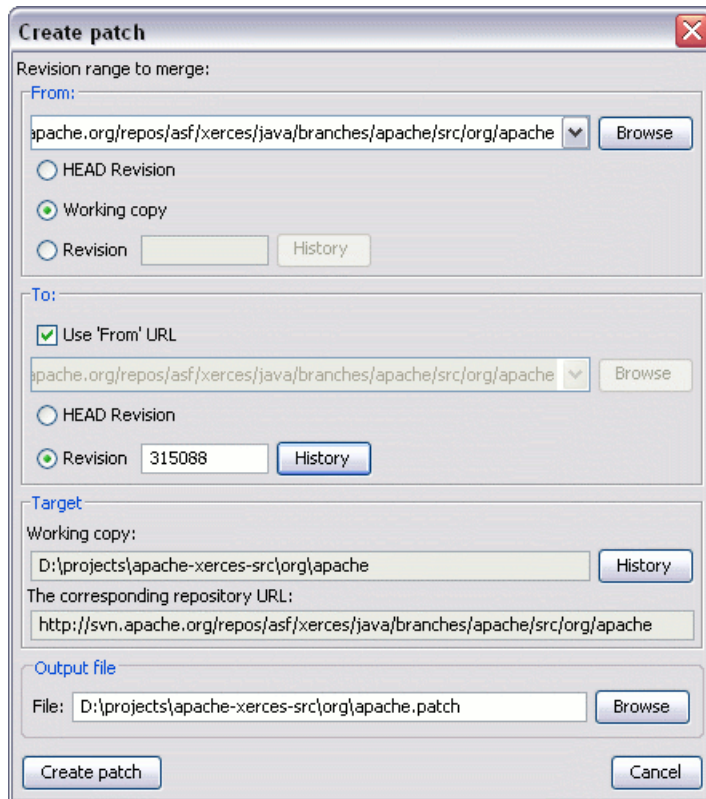 Create patch
Revision range to merge:
From:
apache.org/repos/asf/xerces/java/branches/apache/src/org/apache Browse
HEAD Revision
Working copy
Revision History
To:
Use 'From' URL
apache.org/repos/asf/xerces/java/branches/apache/src/org/apache Browse
HEAD Revision
Revision 315088 History
Target
Working copy:
D:\projects\apache-xerces-src\org\apache History
The corresponding repository URL:
http://svn.apache.org/repos/asf/xerces/java/branches/apache/src/org/apache
Output file
File: D:\projects\apache-xerces-src\org\apache.patch Browse
Create patch Cancel